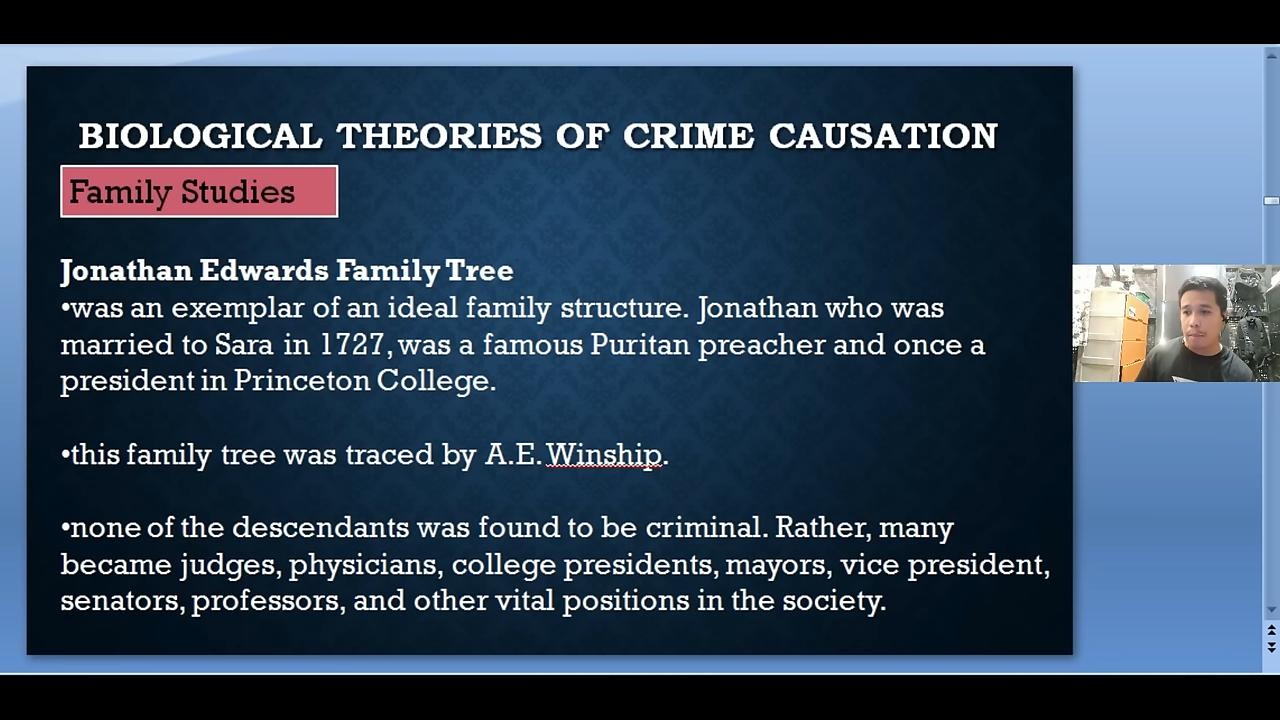 BIOLOGICAL THEORIES OF CRIME CAUSATION
Family Studies
Jonathan Edwards Family Tree
•was an exemplar of an ideal family structure. Jonathan who was
married to Sara in 1727, was a famous Puritan preacher and once a
president in Princeton College.
•this family tree was traced by A.E. Winship.
•none of the descendants was found to be criminal. Rather, many
became judges, physicians, college presidents, mayors, vice president,
senators, professors, and other vital positions in the society.